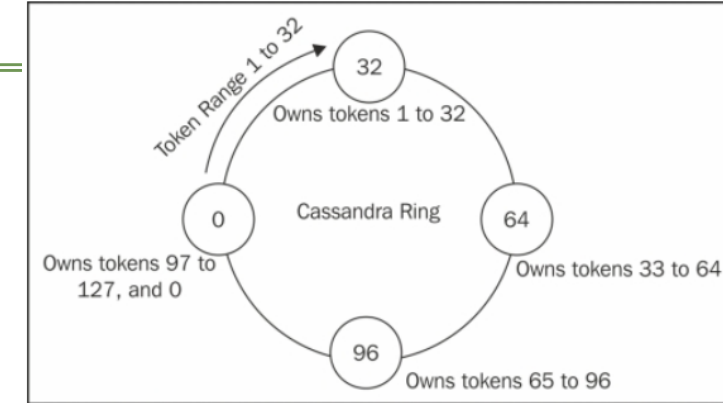 Token Range 1 to 32
32
Owns tokens 1 to 32
0
Cassandra Ring
64
Owns tokens 97 to
127, and 0
Owns tokens 33 to 64
96
Owns tokens 65 to 96